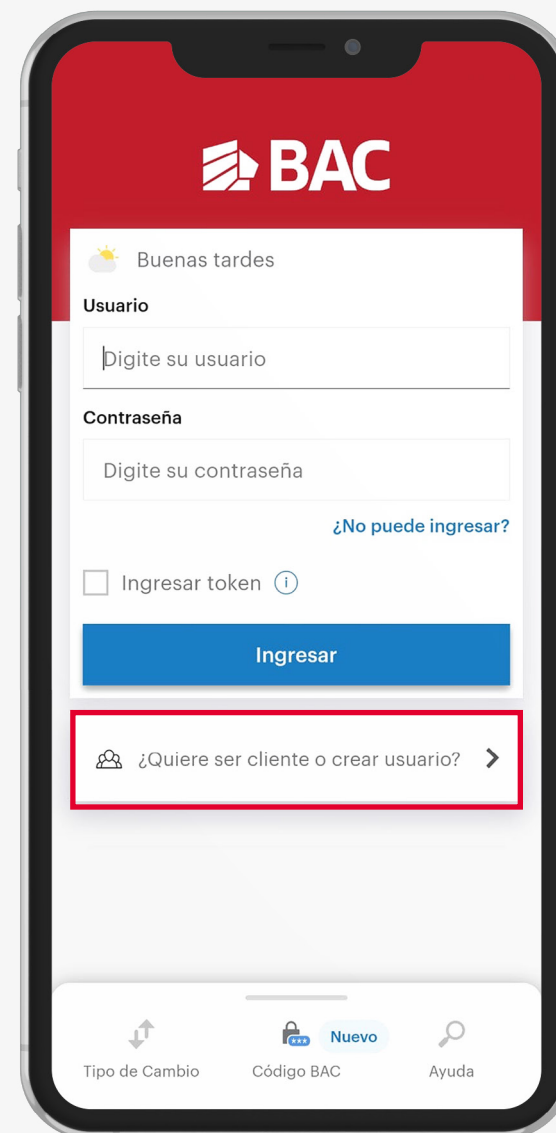 BAC
Buenas tardes
Usuario
Digite su usuario
Contraseña
Digite su contraseña
¿No puede ingresar?
Ingresar token
Ingresar
¿Quiere ser cliente o crear usuario?
Nuevo
Tipo de Cambio Código BAC Ayuda